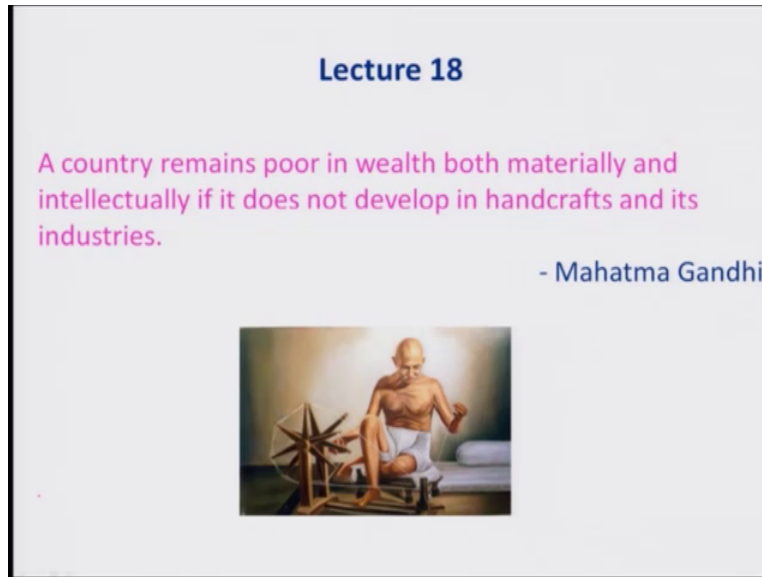 Lecture 18
A country remains poor in wealth both materially and
intellectually if it does not develop in handcrafts and its
industries.
- Mahatma Gandhi